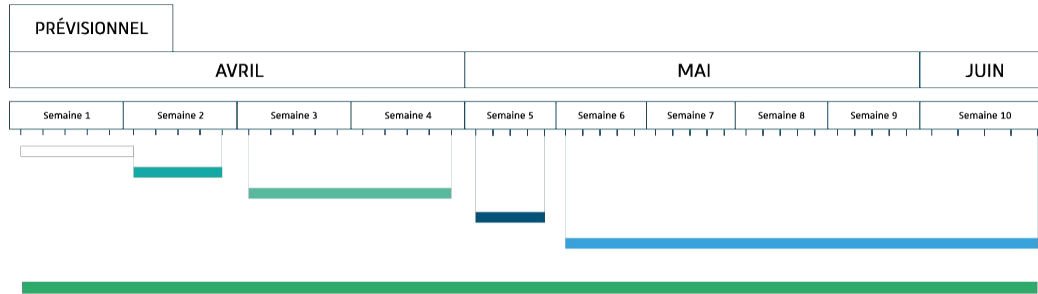 PRÉVISIONNEL
AVRIL MAI JUIN
Semaine 1 Semaine 2 Semaine 3 Semaine 4 Semaine 5 Semaine 6 Semaine 7 Semaine 8 Semaine 9 Semaine 10